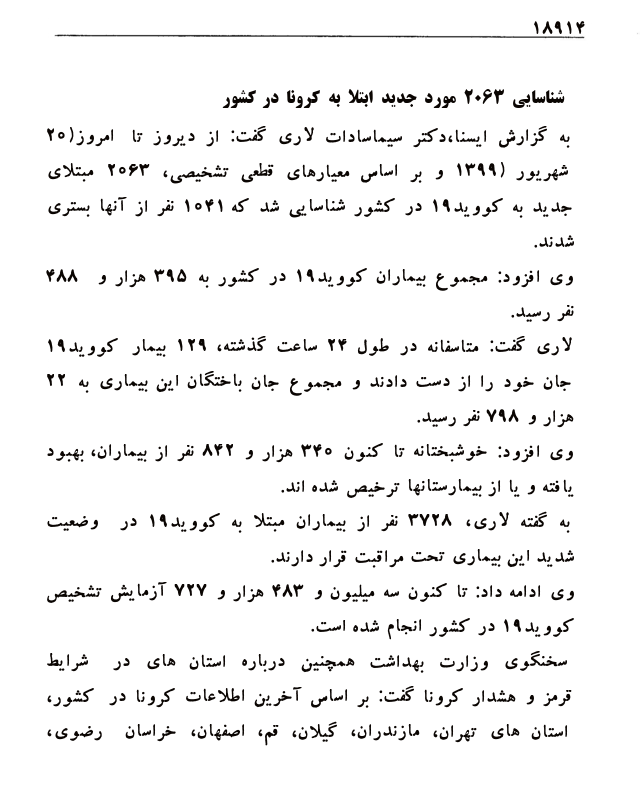 ۱۸۹۱۴
شناسایی ۲۰۶۳ مورد جدید ابتلا به کرونا در کشور
به گزارش ایسنا،دکتر سیماسادات لاری گفت: از دیروز تا امروز(۲۰
شهریور ۱۳۹۹) و بر اساس معیارهای قطعی تشخیصی، ۲۰۶۳ مبتلای
جدید به کووید۱۹ در کشور شناسایی شد که ۱۰۴۱ نفر از آنها بستری
شدند.
وی افزود: مجموع بیماران کووید۱۹ در کشور به ۳۹۵ هزار و ۴۸۸
نفر رسید.
لاری گفت: متاسفانه در طول ۲۴ ساعت گذشته، ۱۲۹ بیمار کووید۱۹
جان خود را از دست دادند و مجموع جان باختگان این بیماری به ۲۲
هزار و ۷۹۸ نفر رسید.
وی افزود: خوشبختانه تا کنون ۳۴۰ هزار و ۸۴۲ نفر از بیماران، بهبود
یافته و یا از بیمارستانها ترخیص شده اند.
به گفته لاری، ۳۷۲۸ نفر از بیماران مبتلا به کووید۱۹ در وضعیت
شدید این بیماری تحت مراقبت قرار دارند.
وی ادامه داد: تا کنون سه میلیون و ۴۸۳ هزار و ۷۲۷ آزمایش تشخیص
کووید۱۹ در کشور انجام شده است.
سخنگوی وزارت بهداشت همچنین درباره استان های در شرایط
قرمز و هشدار کرونا گفت: بر اساس آخرین اطلاعات کرونا در کشور،
استان های تهران، مازندران، گیلان، قم، اصفهان، خراسان رضوی،